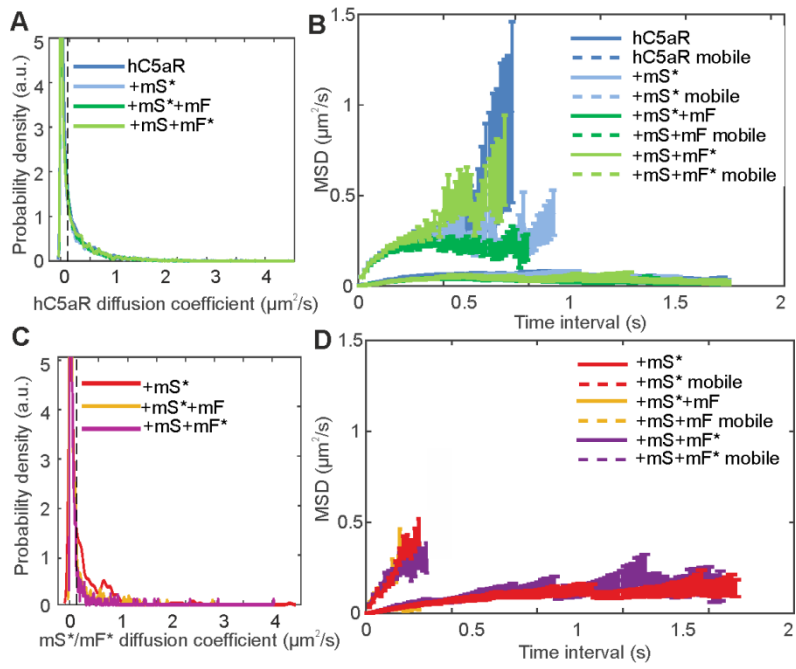 A
5
4
3
2
1
0
0
1
2
3
4
Probability density (a.u.)
hC5aR diffusion coefficient (µm²/s)
hC5aR
+mS*
+mS*+mF
+mS+mF*
B
1.5
1
0.5
0
0
0.5
1
1.5
2
MSD (µm²/s)
Time interval (s)
hC5aR
hC5aR mobile
+mS*
+mS* mobile
+mS*+mF
+mS+mF mobile
+mS+mF*
+mS+mF* mobile
C
5
4
3
2
1
0
0
1
2
3
4
Probability density (a.u.)
mS*/mF* diffusion coefficient (µm²/s)
+mS*
+mS*+mF
+mS+mF*
D
1.5
1
0.5
0
0
0.5
1
1.5
2
MSD (µm²/s)
Time interval (s)
+mS*
+mS* mobile
+mS*+mF
+mS+mF mobile
+mS+mF*
+mS+mF* mobile